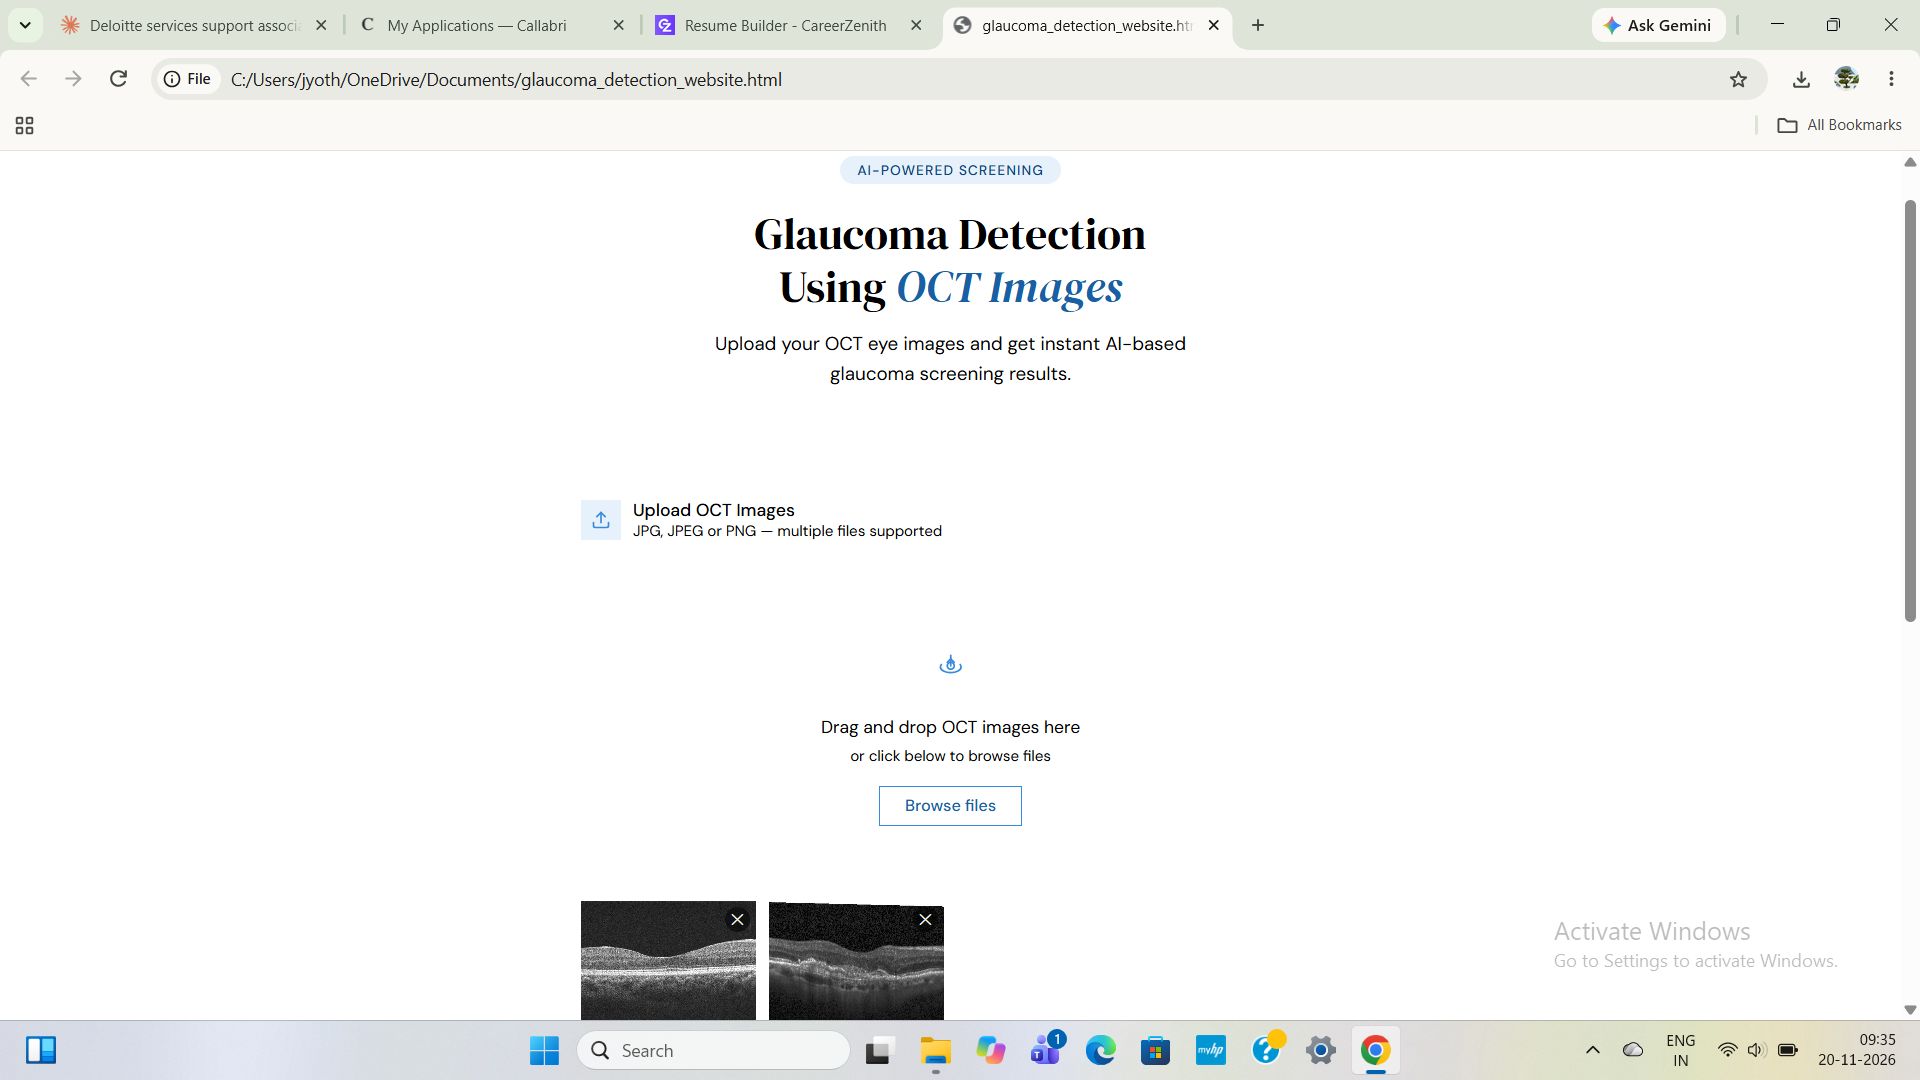 Deloitte services support associa
My Applications — Callabri
Resume Builder - CareerZenith
glaucoma_detection_website.htm
Ask Gemini
File
C:/Users/jyoth/OneDrive/Documents/glaucoma_detection_website.html
All Bookmarks
AI-POWERED SCREENING
Glaucoma Detection
Using OCT Images
Upload your OCT eye images and get instant AI-based
glaucoma screening results.
Upload OCT Images
JPG, JPEG or PNG — multiple files supported
Drag and drop OCT images here
or click below to browse files
Browse files
Activate Windows
Go to Settings to activate Windows.
Search
1
myhp
ENG
IN
09:35
20-11-2026